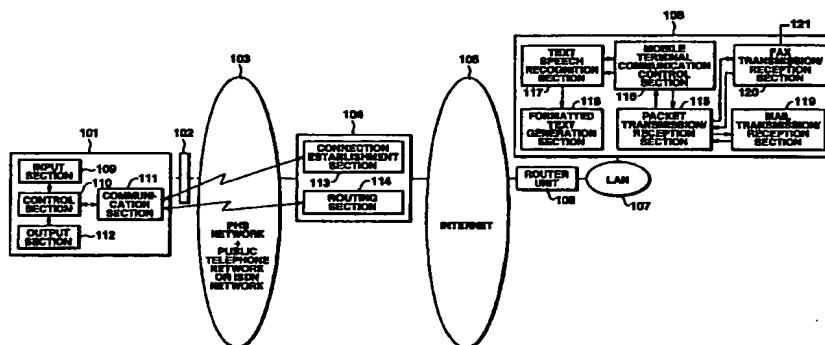 101
102
103
104
105
108
121
INPUT SECTION
109
110
111
CONTROL SECTION
COMMUNI-
CATION
SECTION
OUTPUT SECTION
112
PHS
NETWORK
+
PUBLIC
TELEPHONE
NETWORK
OR ISDN
NETWORK
CONNECTION
ESTABLISHMENT
SECTION
113
114
ROUTING SECTION
INTERNET
ROUTER
UNIT
106
LAN
107
TEXT
SPEECH
RECOGNITION
SECTION
117
MOBILE
TERMINAL
COMMUNICATION
CONTROL
SECTION
116
FAX
TRANSMISSION/
RECEPTION
SECTION
120
118
FORMATTED
TEXT
GENERATION
SECTION
115
PACKET
TRANSMISSION/
RECEPTION
SECTION
119
MAIL
TRANSMISSION/
RECEPTION
SECTION